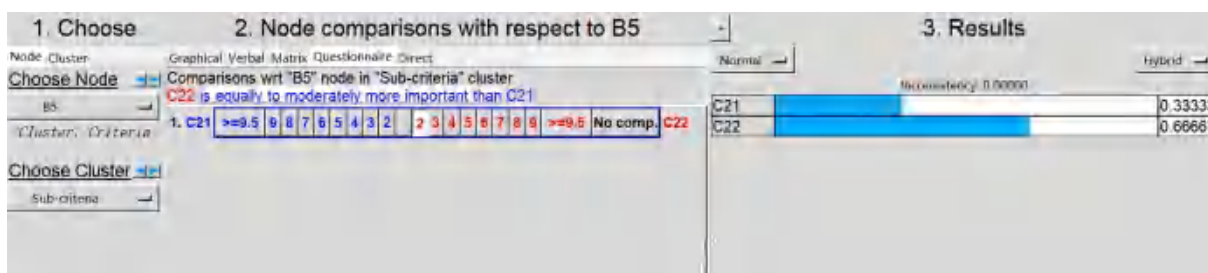 1. Choose
Node Cluster
Choose Node
B5
Cluster: Criteria
Choose Cluster
Sub-criteria
2. Node comparisons with respect to B5
Graphical Verbal Matrix Questionnaire Direct
Comparisons wrt "B5" node in "Sub-criteria" cluster
C22 is equally to moderately more important than C21
1. C21 >=9.5 9 8 7 6 5 4 3 2 2 3 4 5 6 7 8 9 >=9.5 No comp. C22
3. Results
Normal Hybrid
Inconsistency: 0.00000
C21 0.3333
C22 0.6666